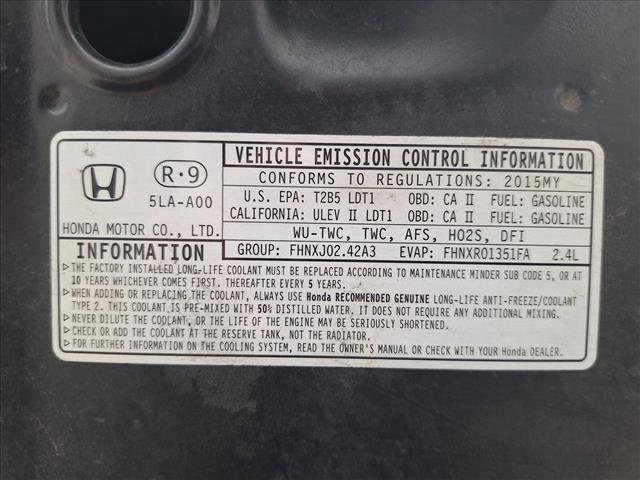 R·9
5LA-A00
HONDA MOTOR CO., LTD.
VEHICLE EMISSION CONTROL INFORMATION
CONFORMS TO REGULATIONS: 2015MY
U.S. EPA: T2B5 LDT1 OBD: CA II FUEL: GASOLINE
CALIFORNIA: ULEV II LDT1 OBD: CA II FUEL: GASOLINE
WU-TWC, TWC, AFS, HO2S, DFI
GROUP: FHNXJ02.42A3 EVAP: FHNXR01351FA 2.4L
INFORMATION
▷THE FACTORY INSTALLED LONG-LIFE COOLANT MUST BE REPLACED ACCORDING TO MAINTENANCE MINDER SUB CODE 5, OR AT
10 YEARS WHICHEVER COMES FIRST. THEREAFTER EVERY 5 YEARS.
▷WHEN ADDING OR REPLACING THE COOLANT, ALWAYS USE Honda RECOMMENDED GENUINE LONG-LIFE ANTI-FREEZE/COOLANT
TYPE 2. THIS COOLANT IS PRE-MIXED WITH 50% DISTILLED WATER. IT DOES NOT REQUIRE ANY ADDITIONAL MIXING.
▷NEVER DILUTE THE COOLANT, OR THE LIFE OF THE ENGINE MAY BE SERIOUSLY SHORTENED.
▷CHECK OR ADD THE COOLANT AT THE RESERVE TANK, NOT THE RADIATOR.
▷FOR FURTHER INFORMATION ON THE COOLING SYSTEM, READ THE OWNER'S MANUAL OR CHECK WITH YOUR Honda DEALER.